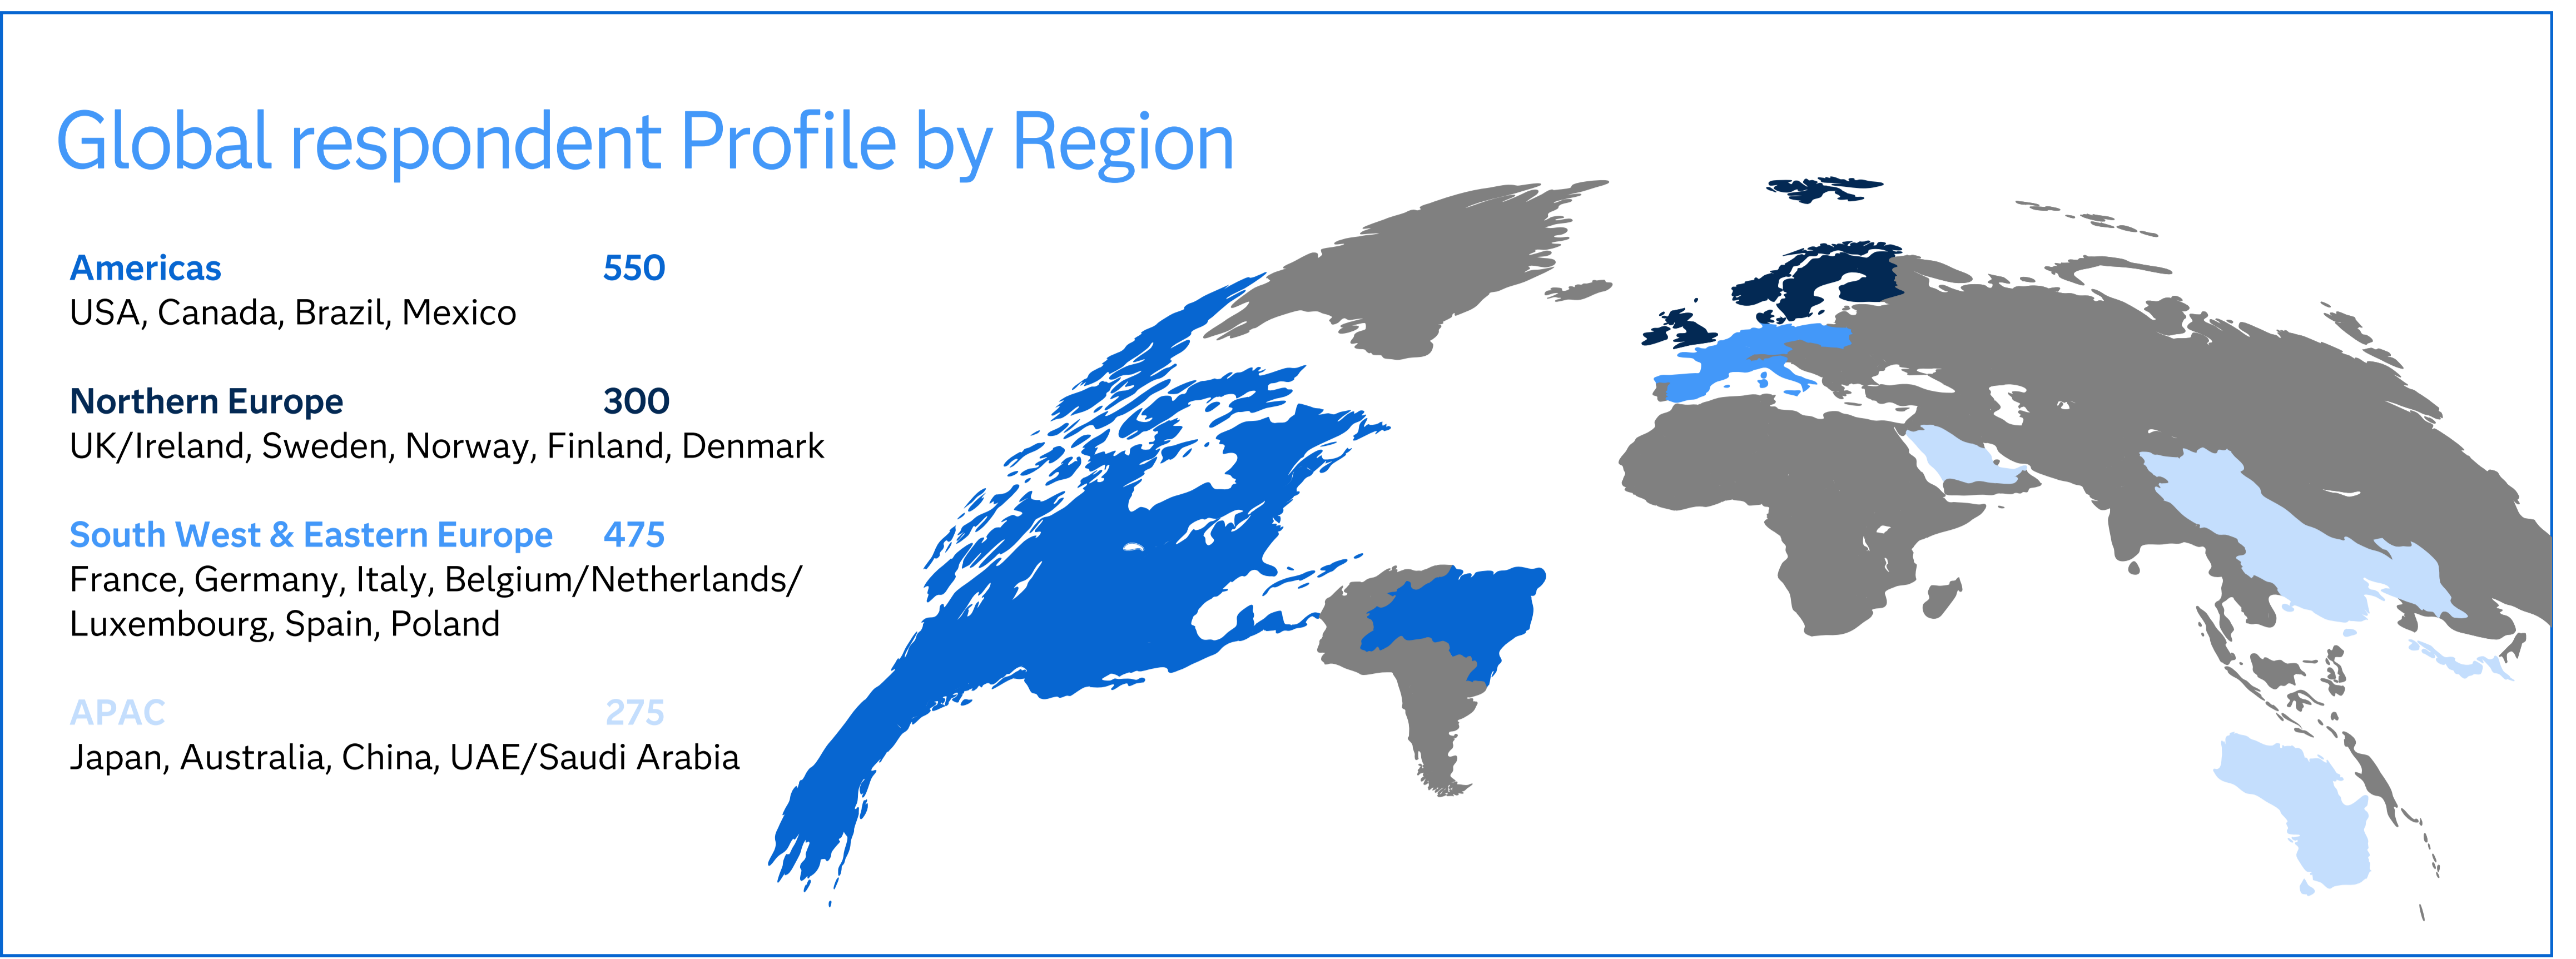 Global respondent Profile by Region
Americas 550
USA, Canada, Brazil, Mexico
Northern Europe 300
UK/Ireland, Sweden, Norway, Finland, Denmark
South West & Eastern Europe 475
France, Germany, Italy, Belgium/Netherlands/
Luxembourg, Spain, Poland
APAC 275
Japan, Australia, China, UAE/Saudi Arabia